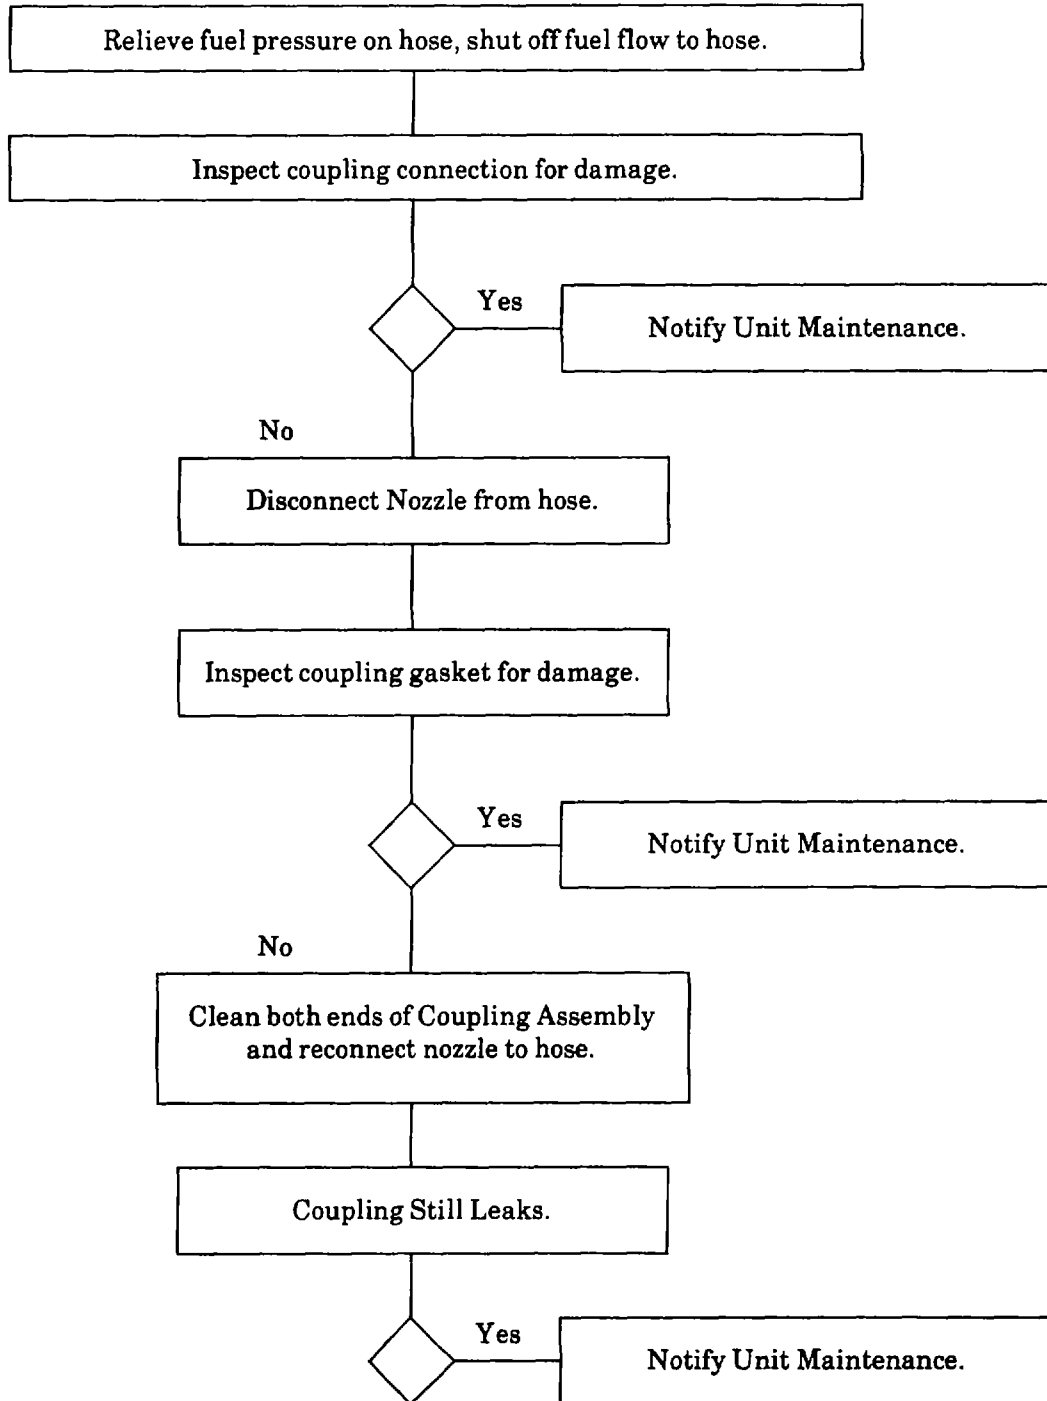 Relieve fuel pressure on hose, shut off fuel flow to hose.
Inspect coupling connection for damage.
Yes
Notify Unit Maintenance.
No
Disconnect Nozzle from hose.
Inspect coupling gasket for damage.
Yes
Notify Unit Maintenance.
No
Clean both ends of Coupling Assembly
and reconnect nozzle to hose.
Coupling Still Leaks.
Yes
Notify Unit Maintenance.